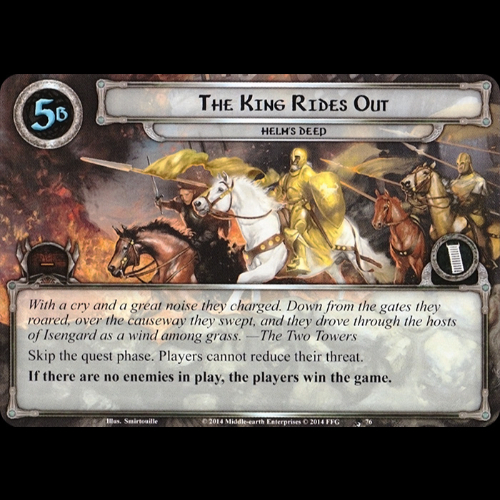 5B
THE KING RIDES OUT
HELM'S DEEP
With a cry and a great noise they charged. Down from the gates they
roared, over the causeway they swept, and they drove through the hosts
of Isengard as a wind among grass. —The Two Towers
Skip the quest phase. Players cannot reduce their threat.
If there are no enemies in play, the players win the game.
Illus. Smirtouille
©2014 Middle-earth Enterprises ©2014 FFG
76